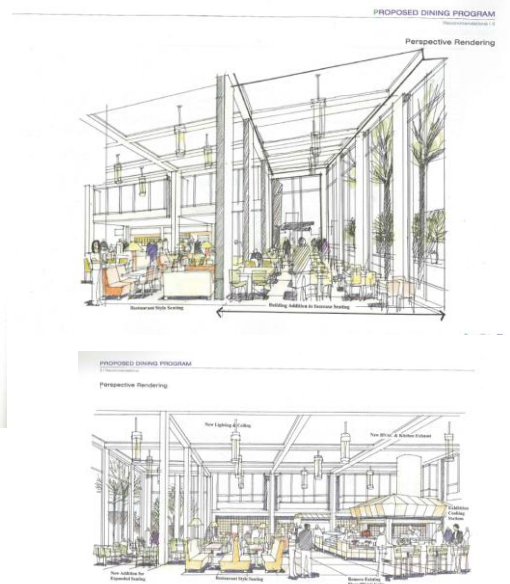 PROPOSED DINING PROGRAM
Recommendations
Perspective Rendering
Restaurant Style Seating
Building Addition to Increase Seating
PROPOSED DINING PROGRAM
Recommendations
Perspective Rendering
New Lighting & Ceiling
New HVAC & Kitchen Exhaust
Exhibition
Cooking
Stations
New Addition for
Expanded Seating
Restaurant Style Seating
Remove Existing